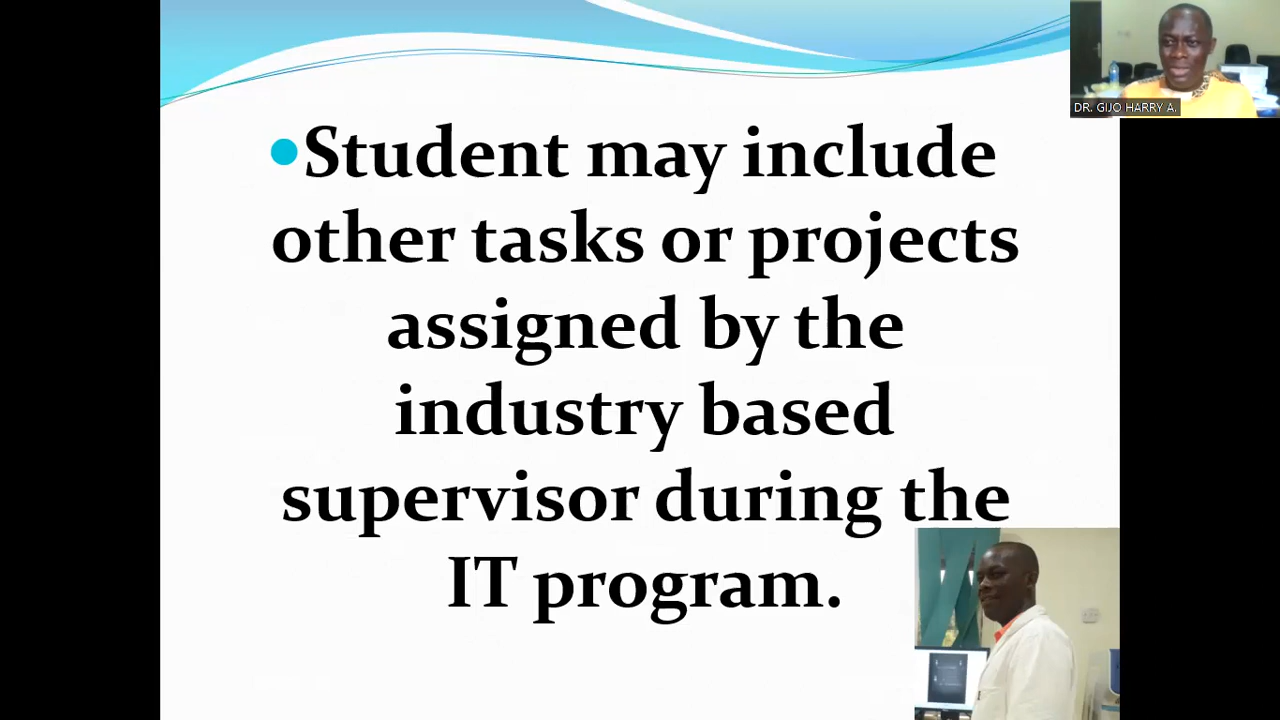 DR. GIJO HARRY A.
•Student may include
other tasks or projects
assigned by the
industry based
supervisor during the
IT program.